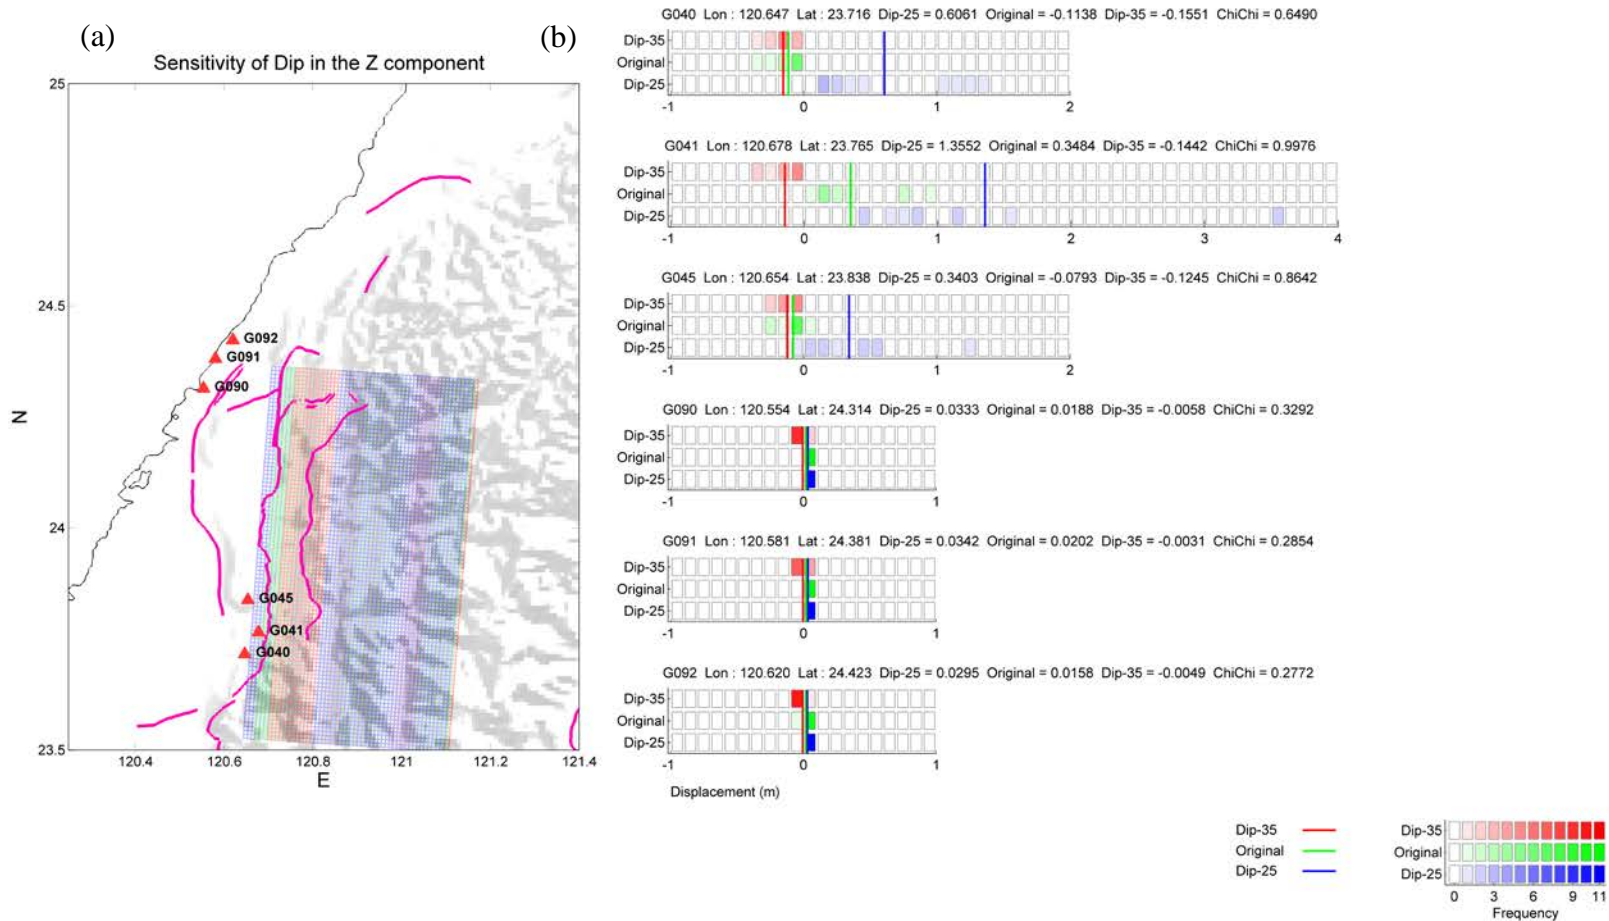 (a)
Sensitivity of Dip in the Z component
25
24.5
24
23.5
N
120.4 120.6 120.8 121 121.2 121.4
E
G092
G091
G090
G045
G041
G040
(b)
G040 Lon : 120.647 Lat : 23.716 Dip-25 = 0.6061 Original = -0.1138 Dip-35 = -0.1551 ChiChi = 0.6490
Dip-35
Original
Dip-25
-1 0 1 2
G041 Lon : 120.678 Lat : 23.765 Dip-25 = 1.3552 Original = 0.3484 Dip-35 = -0.1442 ChiChi = 0.9976
Dip-35
Original
Dip-25
-1 0 1 2 3 4
G045 Lon : 120.654 Lat : 23.838 Dip-25 = 0.3403 Original = -0.0793 Dip-35 = -0.1245 ChiChi = 0.8642
Dip-35
Original
Dip-25
-1 0 1 2
G090 Lon : 120.554 Lat : 24.314 Dip-25 = 0.0333 Original = 0.0188 Dip-35 = -0.0058 ChiChi = 0.3292
Dip-35
Original
Dip-25
-1 0 1
G091 Lon : 120.581 Lat : 24.381 Dip-25 = 0.0342 Original = 0.0202 Dip-35 = -0.0031 ChiChi = 0.2854
Dip-35
Original
Dip-25
-1 0 1
G092 Lon : 120.620 Lat : 24.423 Dip-25 = 0.0295 Original = 0.0158 Dip-35 = -0.0049 ChiChi = 0.2772
Dip-35
Original
Dip-25
-1 0 1
Displacement (m)
Dip-35
Original
Dip-25
Dip-35
Original
Dip-25
0 3 6 9 11
Frequency